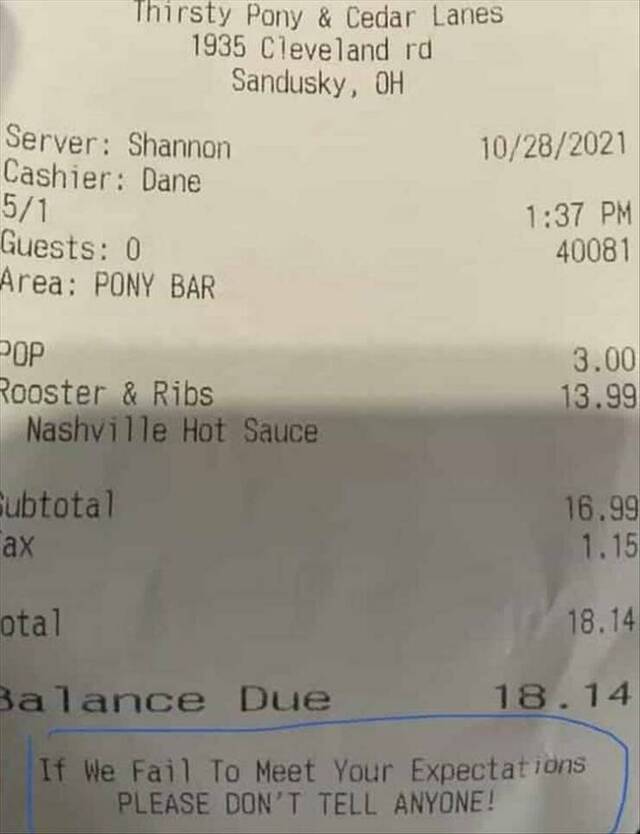 Thirsty Pony & Cedar Lanes
1935 Cleveland rd
Sandusky, OH
Server: Shannon 10/28/2021
Cashier: Dane
5/1 1:37 PM
Guests: 0 40081
Area: PONY BAR
POP 3.00
Rooster & Ribs 13.99
Nashville Hot Sauce
Subtotal 16.99
ax 1.15
otal 18.14
Balance Due 18.14
If We Fail To Meet Your Expectations
PLEASE DON'T TELL ANYONE!